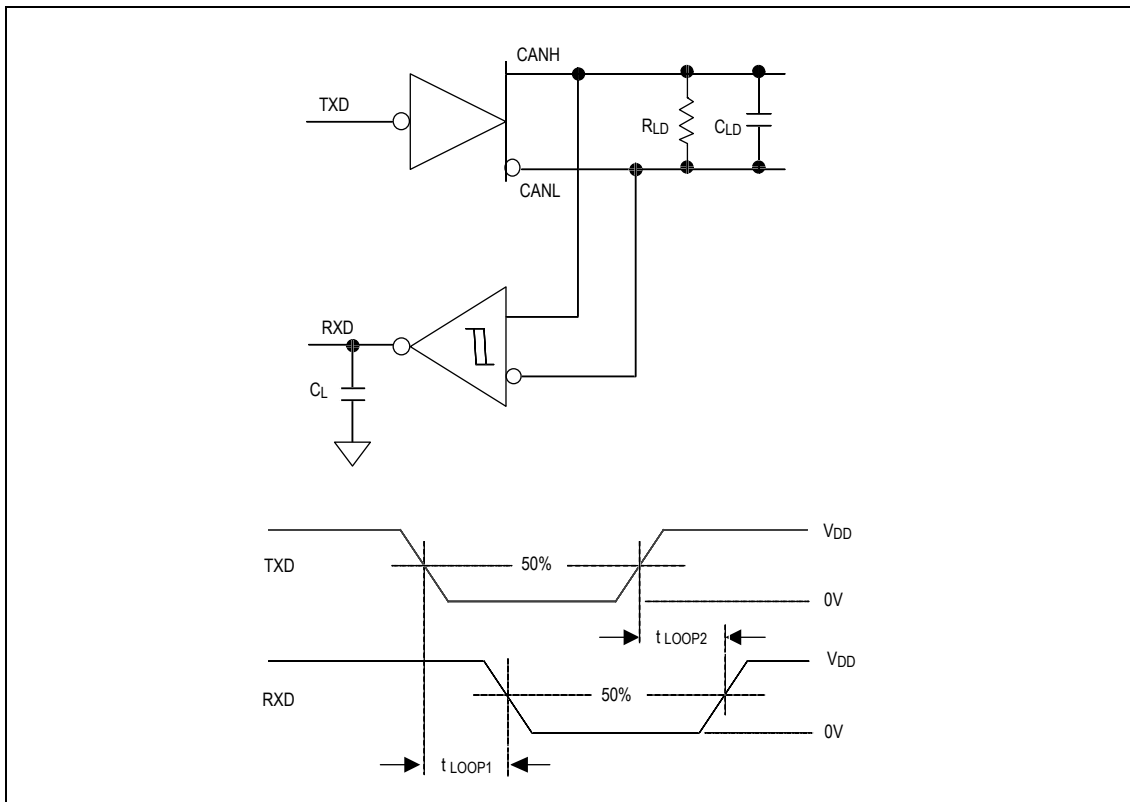 CANH
TXD
RLD
CLD
CANL
RXD
CL
VDD
TXD
50%
0V
t LOOP2
VDD
RXD
50%
0V
t LOOP1